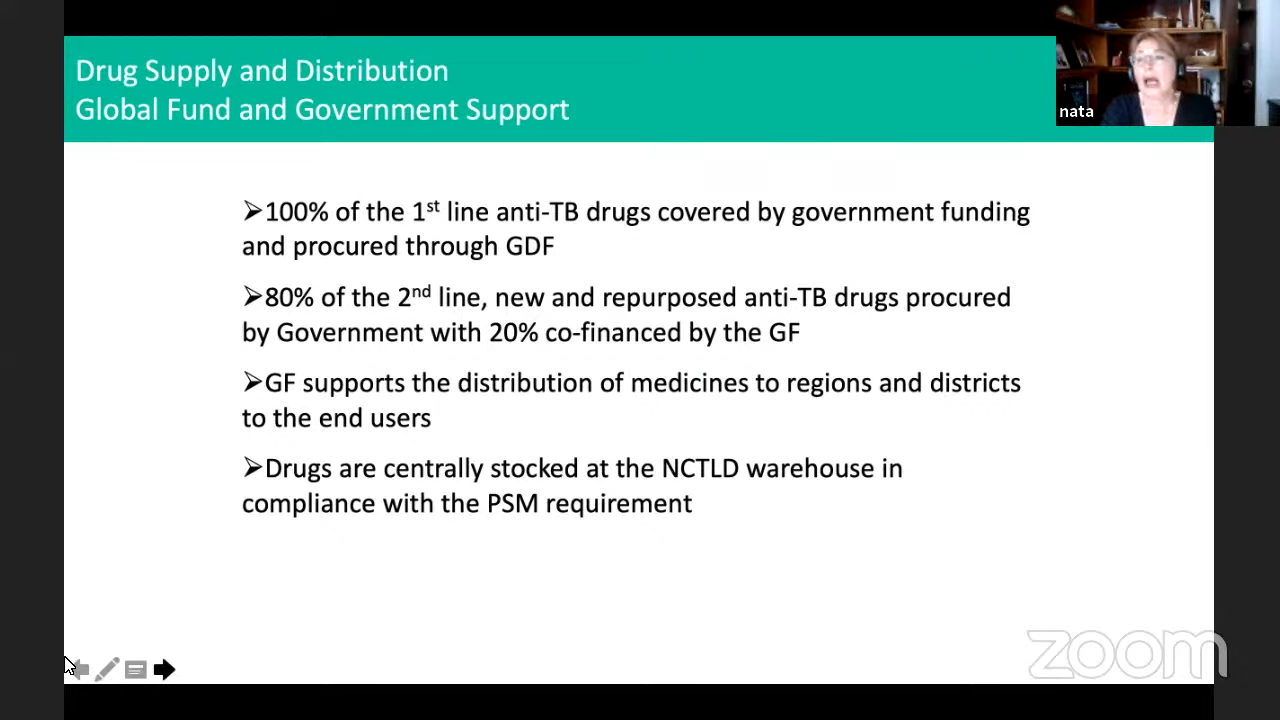 Drug Supply and Distribution
Global Fund and Government Support
nata
➢100% of the 1st line anti-TB drugs covered by government funding
and procured through GDF
➢80% of the 2nd line, new and repurposed anti-TB drugs procured
by Government with 20% co-financed by the GF
➢GF supports the distribution of medicines to regions and districts
to the end users
➢Drugs are centrally stocked at the NCTLD warehouse in
compliance with the PSM requirement
zoom